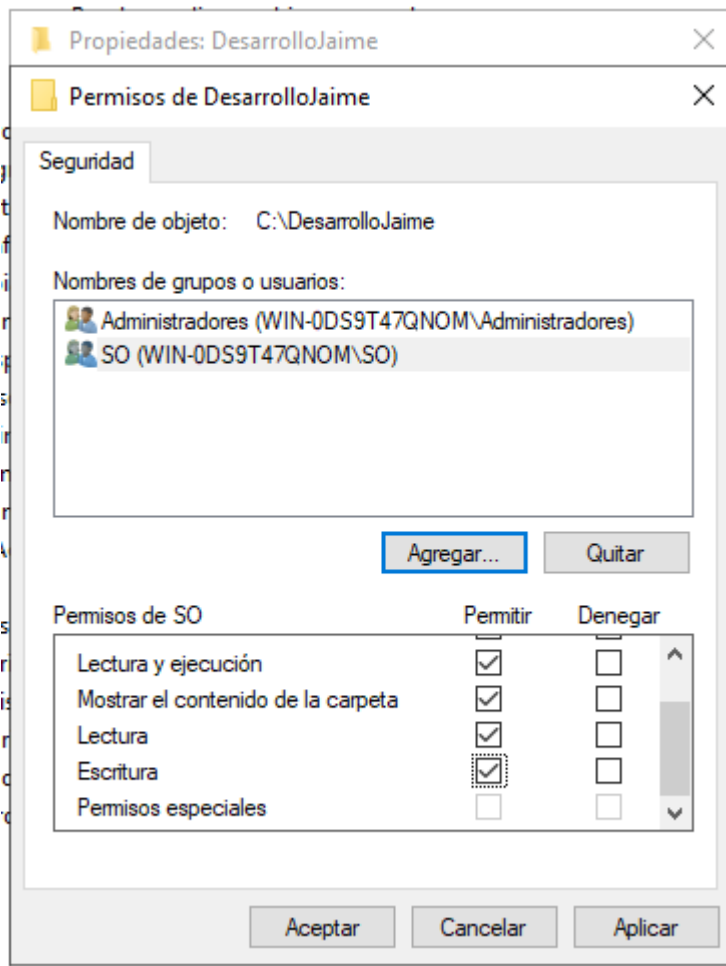 Propiedades: DesarrolloJaime
Permisos de DesarrolloJaime
Seguridad
Nombre de objeto: C:\DesarrolloJaime
Nombres de grupos o usuarios:
Administradores (WIN-0DS9T47QNOM\Administradores)
SO (WIN-0DS9T47QNOM\SO)
Agregar... Quitar
Permisos de SO Permitir Denegar
Lectura y ejecución
Mostrar el contenido de la carpeta
Lectura
Escritura
Permisos especiales
Aceptar Cancelar Aplicar